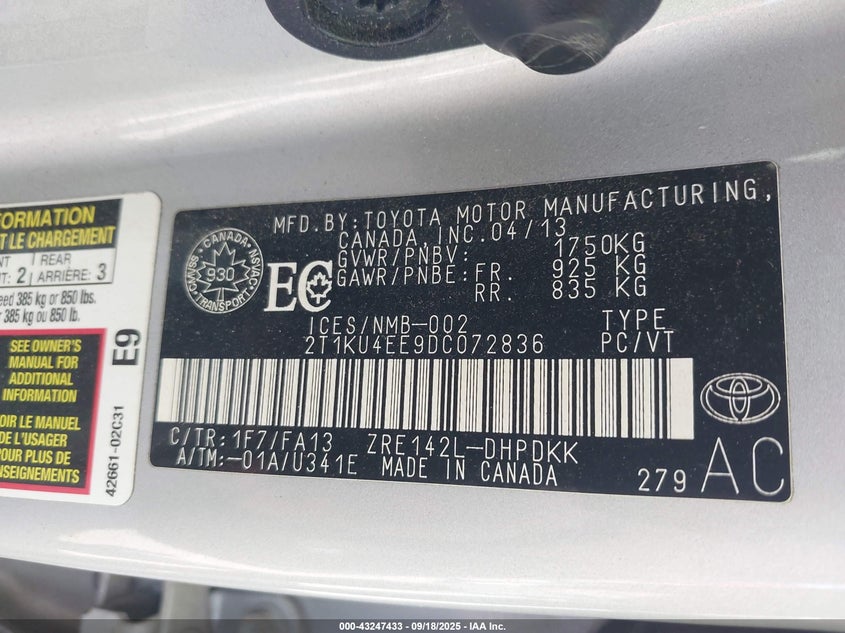 FORMATION
T LE CHARGEMENT
NT REAR
2 ARRIÈRE: 3
eed 385 kg or 850 lbs.
385 kg ou 850 lb.
SEE OWNER'S
MANUAL FOR
ADDITIONAL
INFORMATION
OIR LE MANUEL
DE L'USAGER
POUR PLUS DE
E9
42661-02C31
MFD.BY:TOYOTA MOTOR MANUFACTURING,
CANADA,INC.04/13
GVWR/PNBV 1750KG
GAWR/PNBE:FR. 925 KG
RR. 835 KG
CANADA
930
TRANSPORT
NSVAC
EC
ICES/NMB-002 TYPE
2T1KU4EE9DC072836 PC/VT
C/TR:1F7/FA13 ZRE142L-DHPDKK
A/TM:-01A/U341E MADE IN CANADA
279 AC
000-43247433 - 09/18/2025 - IAA Inc.